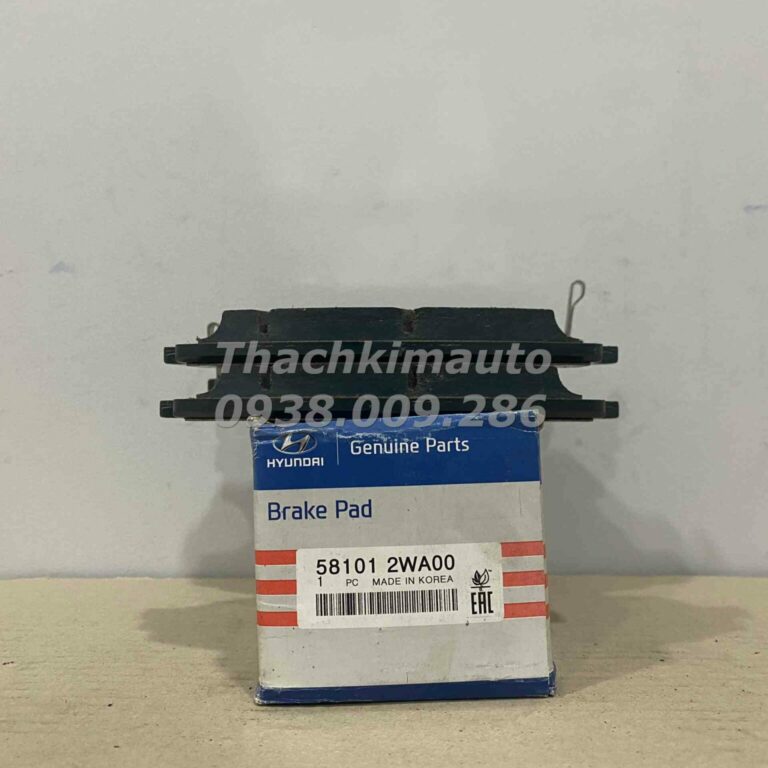 Thachkimauto
0938.009.286
HYUNDAI
Genuine Parts
Brake Pad
58101 2WA00
1 PC MADE IN KOREA
EAC